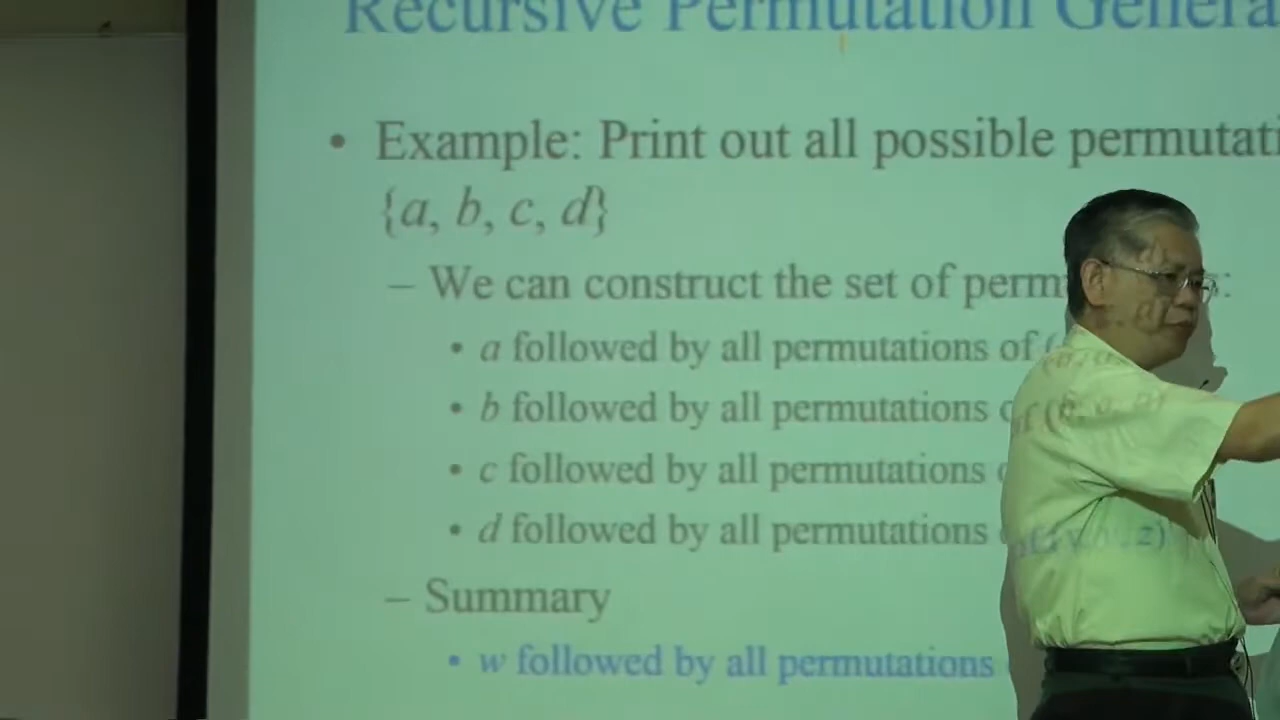 Recursive Permutation Genera
• Example: Print out all possible permutati
{a, b, c, d}
– We can construct the set of perm s:
• a followed by all permutations of (
• b followed by all permutations of (
• c followed by all permutations
• d followed by all permutations
– Summary
• w followed by all permutations